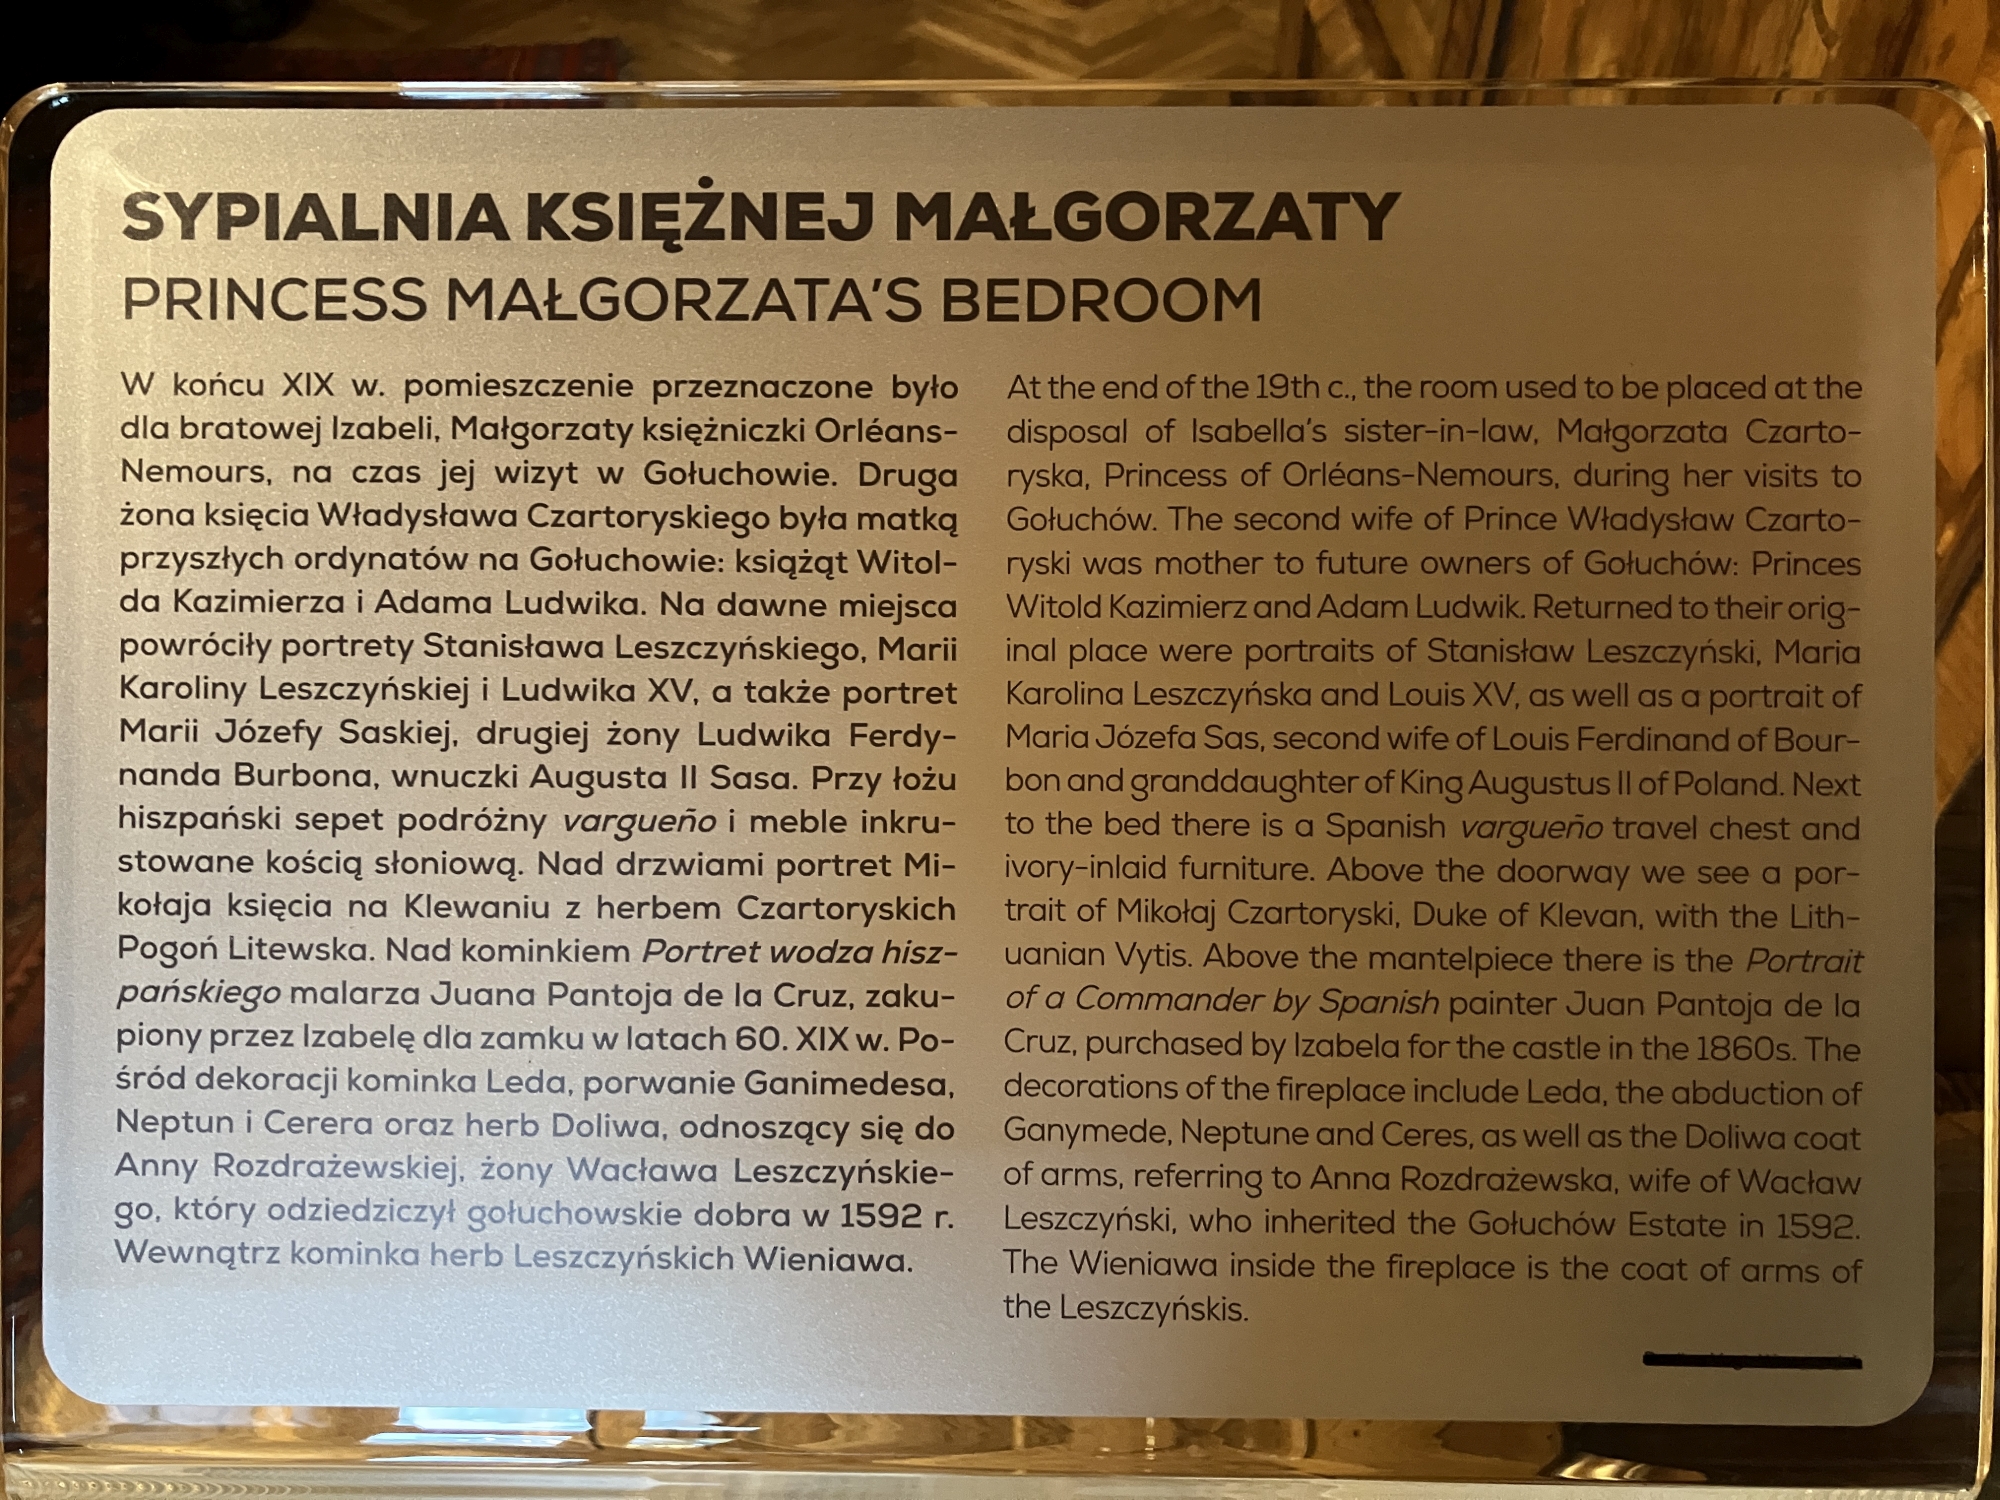 SYPIALNIA KSIĘŻNEJ MAŁGORZATY
PRINCESS MAŁGORZATA'S BEDROOM
W końcu XIX w. pomieszczenie przeznaczone było
dla bratowej Izabeli, Małgorzaty księżniczki Orléans-
Nemours, na czas jej wizyt w Gołuchowie. Druga
żona księcia Władysława Czartoryskiego była matką
przyszłych ordynatów na Gołuchowie: książąt Witol-
da Kazimierza i Adama Ludwika. Na dawne miejsca
powróciły portrety Stanisława Leszczyńskiego, Marii
Karoliny Leszczyńskiej i Ludwika XV, a także portret
Marii Józefy Saskiej, drugiej żony Ludwika Ferdy-
nanda Burbona, wnuczki Augusta II Sasa. Przy łożu
hiszpański sepet podróżny vargueño i meble inkru-
stowane kością słoniową. Nad drzwiami portret Mi-
kołaja księcia na Klewaniu z herbem Czartoryskich
Pogoń Litewska. Nad kominkiem Portret wodza hisz-
pańskiego malarza Juana Pantoja de la Cruz, zaku-
piony przez Izabelę dla zamku w latach 60. XIX w. Po-
śród dekoracji kominka Leda, porwanie Ganimedesa,
Neptun i Cerera oraz herb Doliwa, odnoszący się do
Anny Rozdrażewskiej, żony Wacława Leszczyńskie-
go, który odziedziczył gołuchowskie dobra w 1592 r.
Wewnątrz kominka herb Leszczyńskich Wieniawa.
At the end of the 19th c., the room used to be placed at the
disposal of Isabella's sister-in-law, Małgorzata Czarto-
ryska, Princess of Orléans-Nemours, during her visits to
Gołuchów. The second wife of Prince Władysław Czarto-
ryski was mother to future owners of Gołuchów: Princes
Witold Kazimierz and Adam Ludwik. Returned to their orig-
inal place were portraits of Stanisław Leszczyński, Maria
Karolina Leszczyńska and Louis XV, as well as a portrait of
Maria Józefa Sas, second wife of Louis Ferdinand of Bour-
bon and granddaughter of King Augustus II of Poland. Next
to the bed there is a Spanish vargueño travel chest and
ivory-inlaid furniture. Above the doorway we see a por-
trait of Mikołaj Czartoryski, Duke of Klevan, with the Lith-
uanian Vytis. Above the mantelpiece there is the Portrait
of a Commander by Spanish painter Juan Pantoja de la
Cruz, purchased by Izabela for the castle in the 1860s. The
decorations of the fireplace include Leda, the abduction of
Ganymede, Neptune and Ceres, as well as the Doliwa coat
of arms, referring to Anna Rozdrażewska, wife of Wacław
Leszczyński, who inherited the Gołuchów Estate in 1592.
The Wieniawa inside the fireplace is the coat of arms of
the Leszczyńskis.